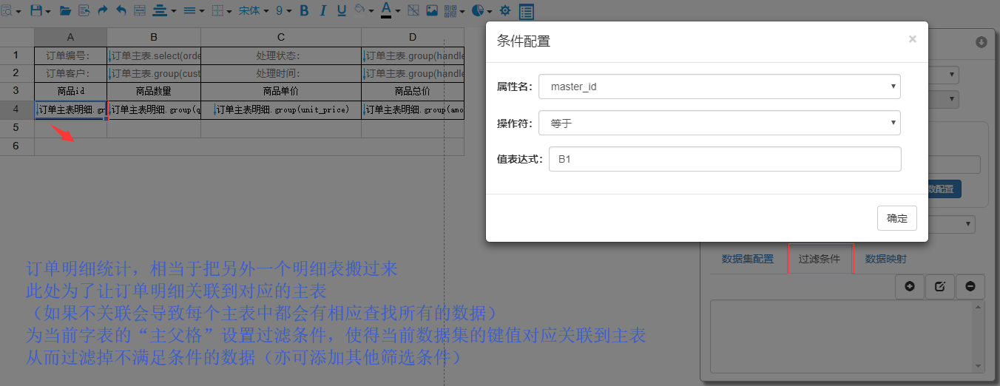 宋体 9 B I U A
A B C D
1 订单编号: 订单主表.select(orde 处理状态: 订单主表.group(handle
2 订单客户: 订单主表.group(cust 处理时间: 订单主表.group(handle
3 商品id 商品数量 商品单价 商品总价
4 订单主表明细.gr 订单主表明细.group(q 订单主表明细.group(unit_price) 订单主表明细.group(amo
5
6
条件配置 ×
属性名: master_id
操作符: 等于
值表达式: B1
确定
数配置
数据集配置 过滤条件 数据映射
订单明细统计，相当于把另外一个明细表搬过来
此处为了让订单明细关联到对应的主表
（如果不关联会导致每个主表中都会有相应查找所有的数据）
为当前字表的“主父格”设置过滤条件，使得当前数据集的键值对应关联到主表
从而过滤掉不满足条件的数据（亦可添加其他筛选条件）